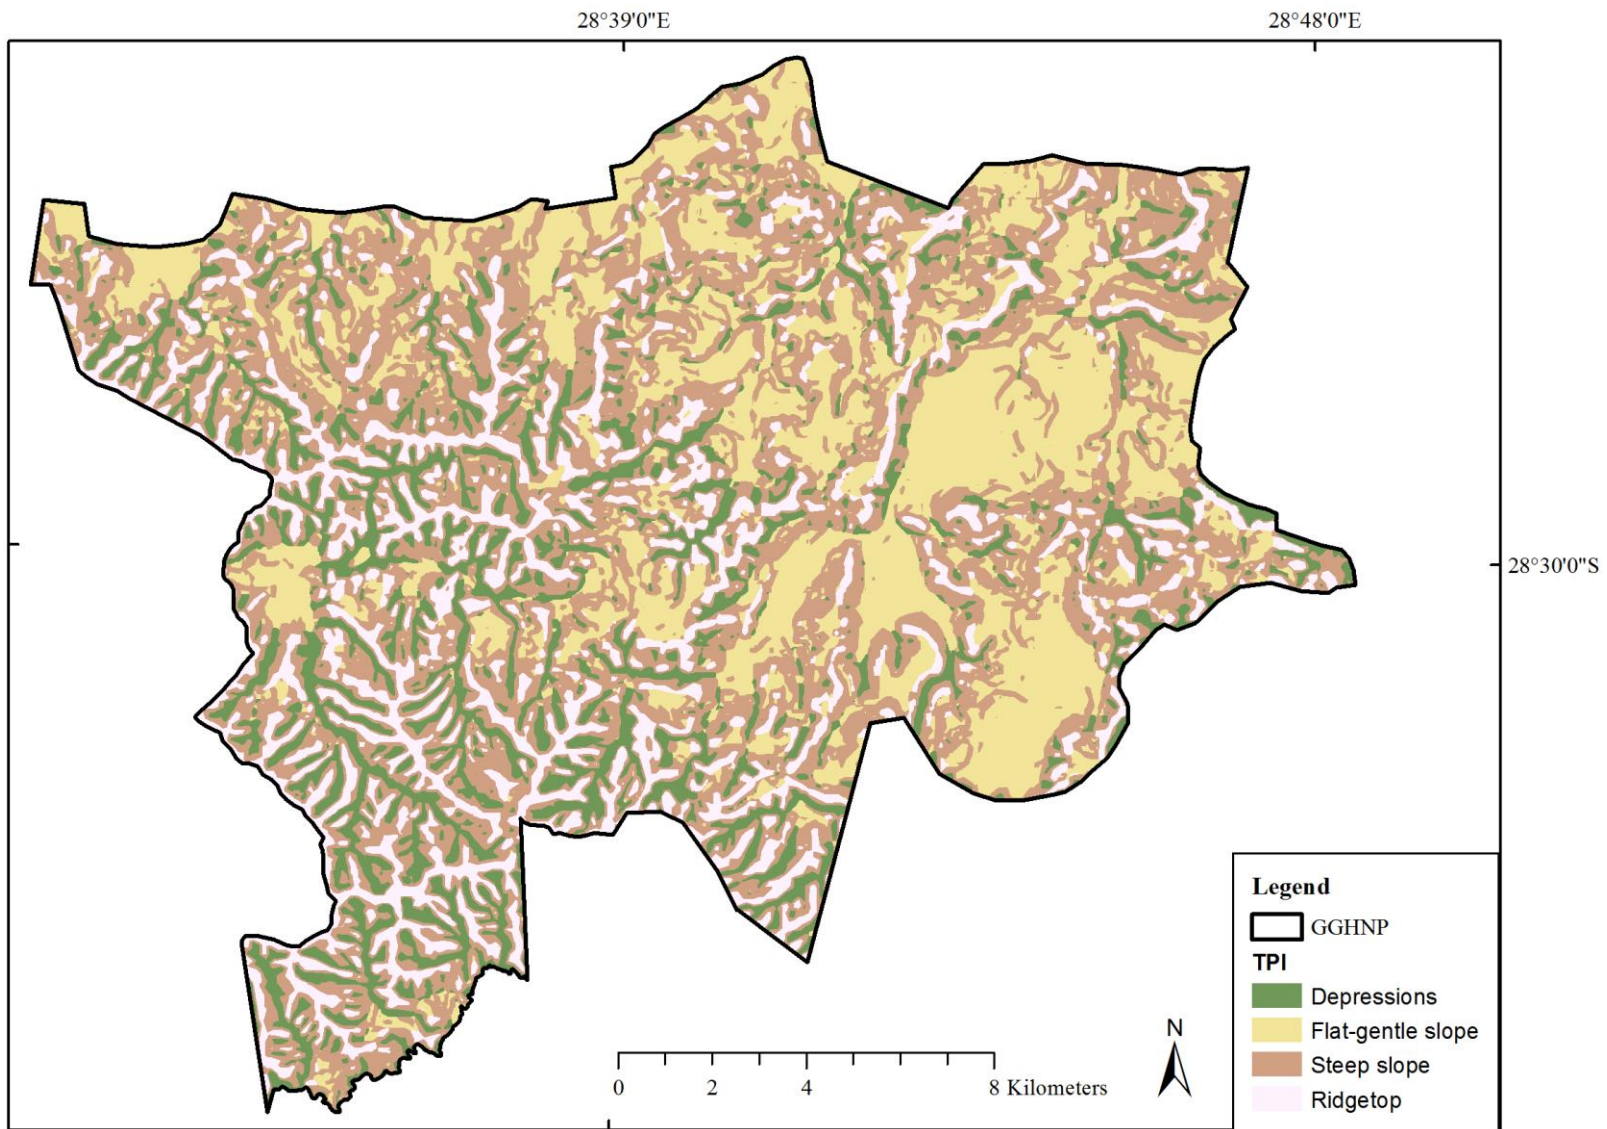 28°39'0"E
28°48'0"E
28°30'0"S
Legend
GGHNP
TPI
Depressions
Flat-gentle slope
Steep slope
Ridgetop
N
0 2 4 8 Kilometers